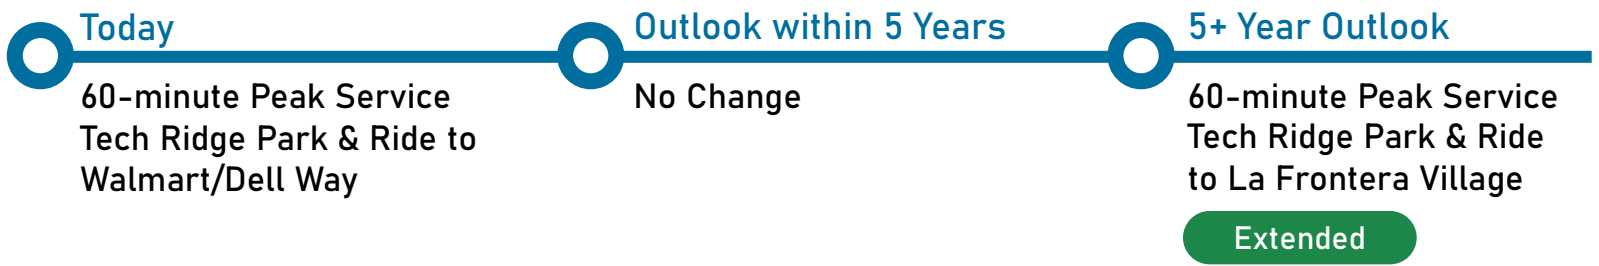 Today
60-minute Peak Service
Tech Ridge Park & Ride to
Walmart/Dell Way
Outlook within 5 Years
No Change
5+ Year Outlook
60-minute Peak Service
Tech Ridge Park & Ride
to La Frontera Village
Extended